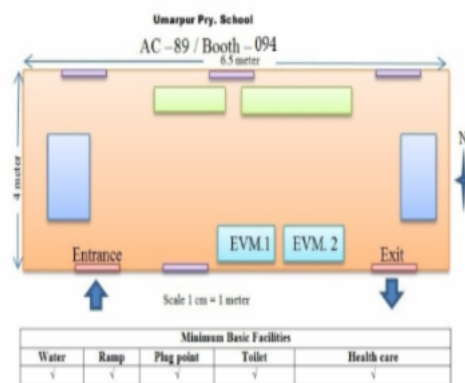 Umarpur Pry. School
AC –89 / Booth – 094
6.5 meter
4 meter
N
EVM.1 EVM. 2
Entrance Exit
Scale 1 cm = 1 meter
Minimum Basic Facilities
Water Ramp Plug point Toilet Health care
√ √ √ √ √